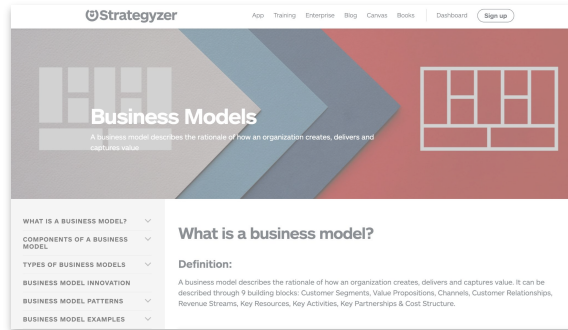 Strategyzer
App Training Enterprise Blog Canvas Books Dashboard Sign up
Business Models
A business model describes the rationale of how an organization creates, delivers and
captures value.
WHAT IS A BUSINESS MODEL?
COMPONENTS OF A BUSINESS
MODEL
TYPES OF BUSINESS MODELS
BUSINESS MODEL INNOVATION
BUSINESS MODEL PATTERNS
BUSINESS MODEL EXAMPLES
What is a business model?
Definition:
A business model describes the rationale of how an organization creates, delivers and captures value. It can be
described through 9 building blocks: Customer Segments, Value Propositions, Channels, Customer Relationships,
Revenue Streams, Key Resources, Key Activities, Key Partnerships & Cost Structure.